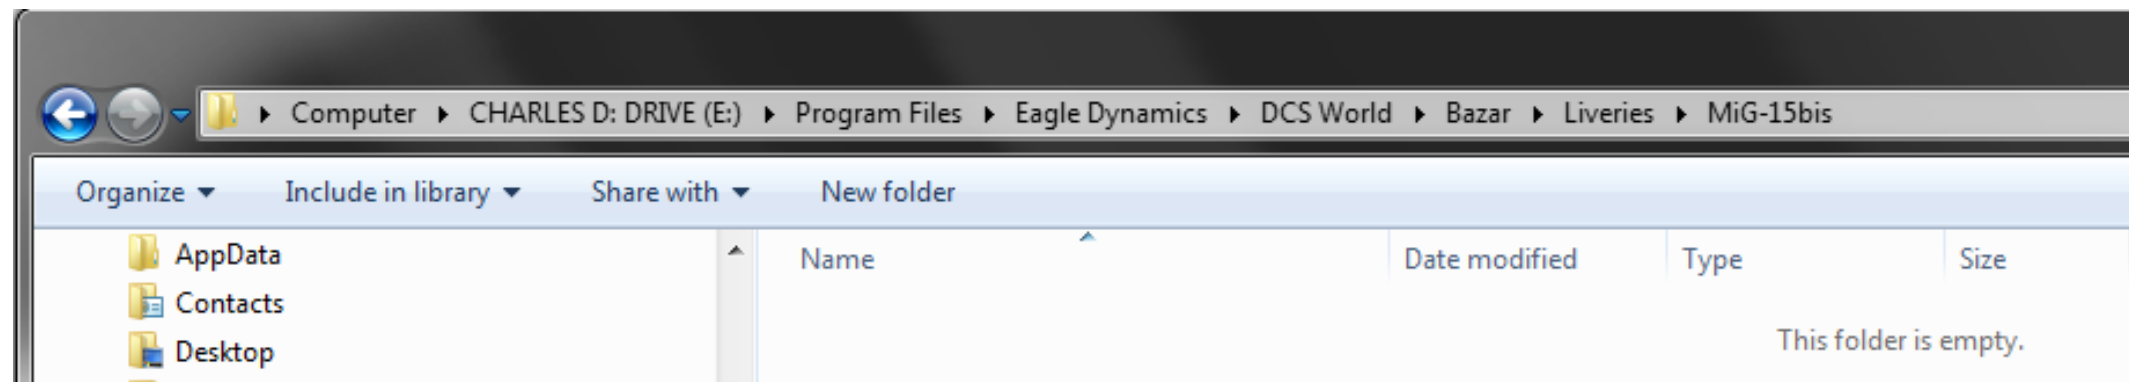 Computer CHARLES D: DRIVE (E:) Program Files Eagle Dynamics DCS World Bazar Liveries MiG-15bis
Organize Include in library Share with New folder
AppData
Contacts
Desktop
Name Date modified Type Size
This folder is empty.